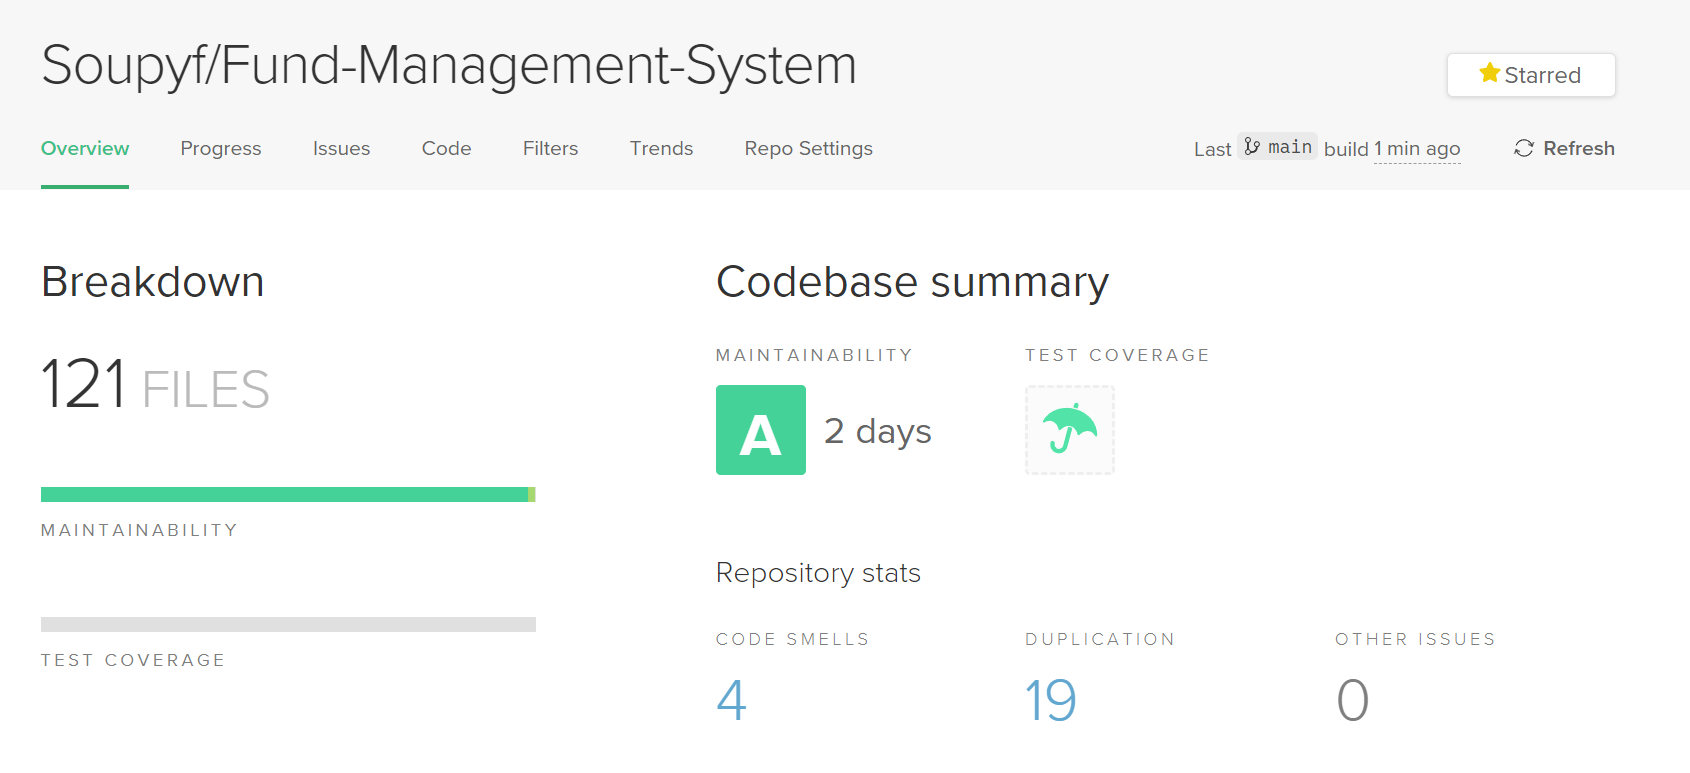 Soupyf/Fund-Management-System
Starred
Overview Progress Issues Code Filters Trends Repo Settings
Last main build 1 min ago Refresh
Breakdown
Codebase summary
121 FILES
MAINTAINABILITY
TEST COVERAGE
A 2 days
MAINTAINABILITY
TEST COVERAGE
Repository stats
CODE SMELLS DUPLICATION OTHER ISSUES
4 19 0